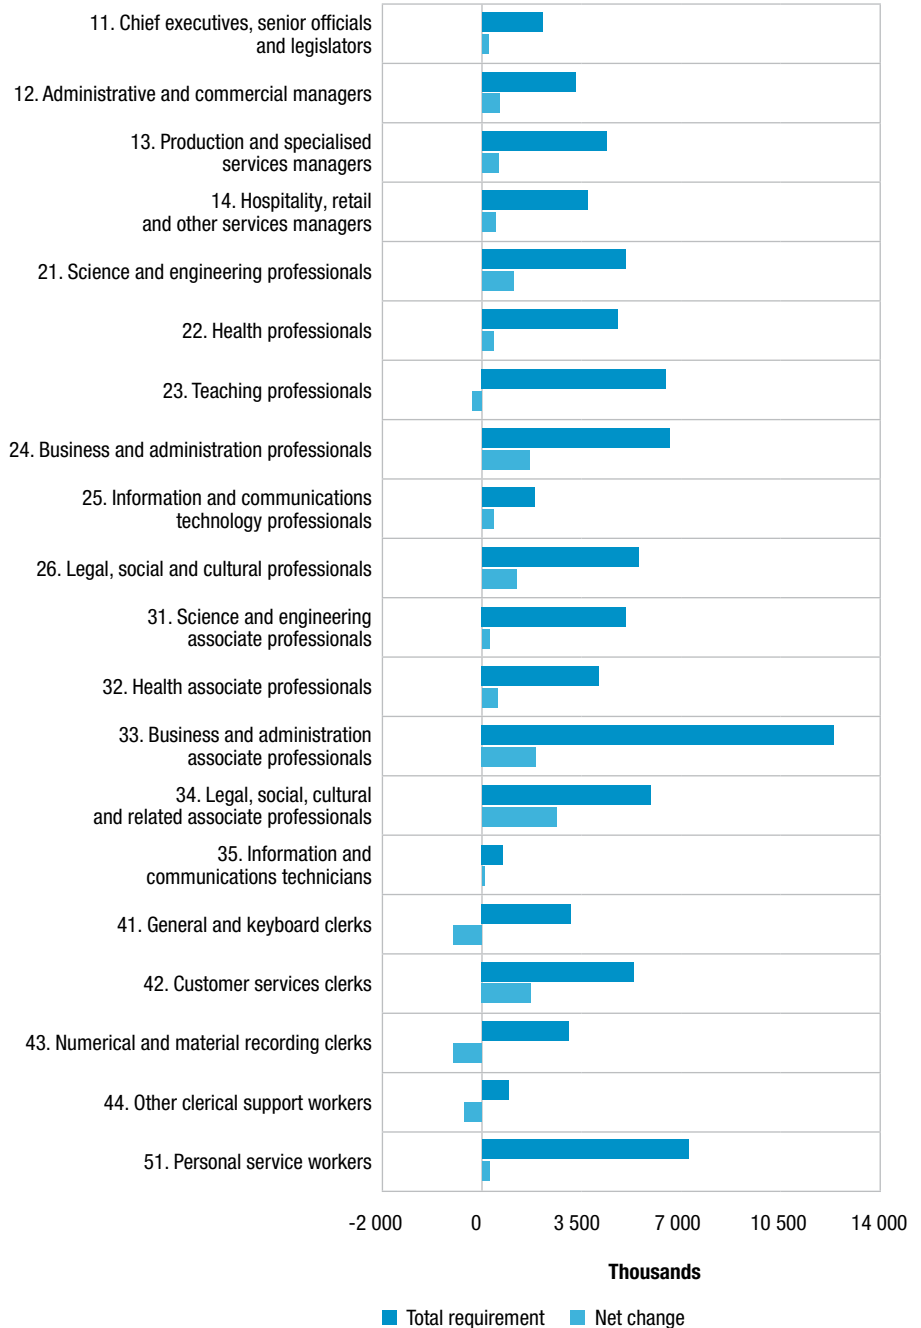 11. Chief executives, senior officials
and legislators
12. Administrative and commercial managers
13. Production and specialised
services managers
14. Hospitality, retail
and other services managers
21. Science and engineering professionals
22. Health professionals
23. Teaching professionals
24. Business and administration professionals
25. Information and communications
technology professionals
26. Legal, social and cultural professionals
31. Science and engineering
associate professionals
32. Health associate professionals
33. Business and administration
associate professionals
34. Legal, social, cultural
and related associate professionals
35. Information and
communications technicians
41. General and keyboard clerks
42. Customer services clerks
43. Numerical and material recording clerks
44. Other clerical support workers
51. Personal service workers
-2 000 0 3 500 7 000 10 500 14 000
Thousands
Total requirement Net change